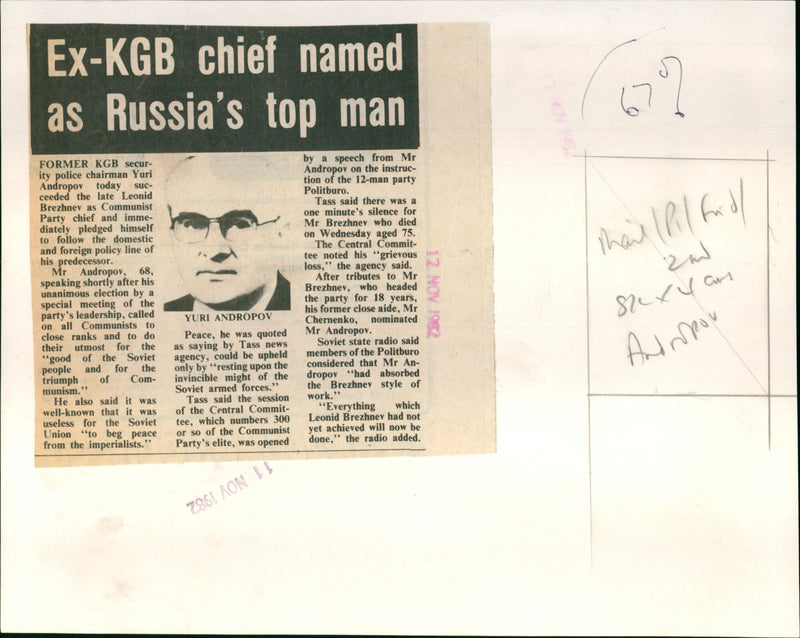 Ex-KGB chief named
as Russia's top man
FORMER KGB secur-
ity police chairman Yuri
Andropov today suc-
ceeded the late Leonid
Brezhnev as Communist
Party chief and imme-
diately pledged himself
to follow the domestic
and foreign policy line of
his predecessor.
Mr Andropov, 68,
speaking shortly after his
unanimous election by a
special meeting of the
party's leadership, called
on all Communists to
close ranks and to do
their utmost for the
"good of the Soviet
people and for the
triumph of Com-
munism."
He also said it was
well-known that it was
useless for the Soviet
Union "to beg peace
from the imperialists."
YURI ANDROPOV
Peace, he was quoted
as saying by Tass news
agency, could be upheld
only by "resting upon the
invincible might of the
Soviet armed forces."
Tass said the session
of the Central Commit-
tee, which numbers 300
or so of the Communist
Party's elite, was opened
by a speech from Mr
Andropov on the instruc-
tion of the 12-man party
Politburo.
Tass said there was a
one minute's silence for
Mr Brezhnev who died
on Wednesday aged 75.
The Central Commit-
tee noted his "grievous
loss," the agency said.
After tributes to Mr
Brezhnev, who headed
the party for 18 years,
his former close aide, Mr
Chernenko, nominated
Mr Andropov.
Soviet state radio said
members of the Politburo
considered that Mr An-
dropov "had absorbed
the Brezhnev style of
work."
"Everything which
Leonid Brezhnev had not
yet achieved will now be
done," the radio added.
12 NOV 1982
11 NOV 1982
67%
2nd
Andropov